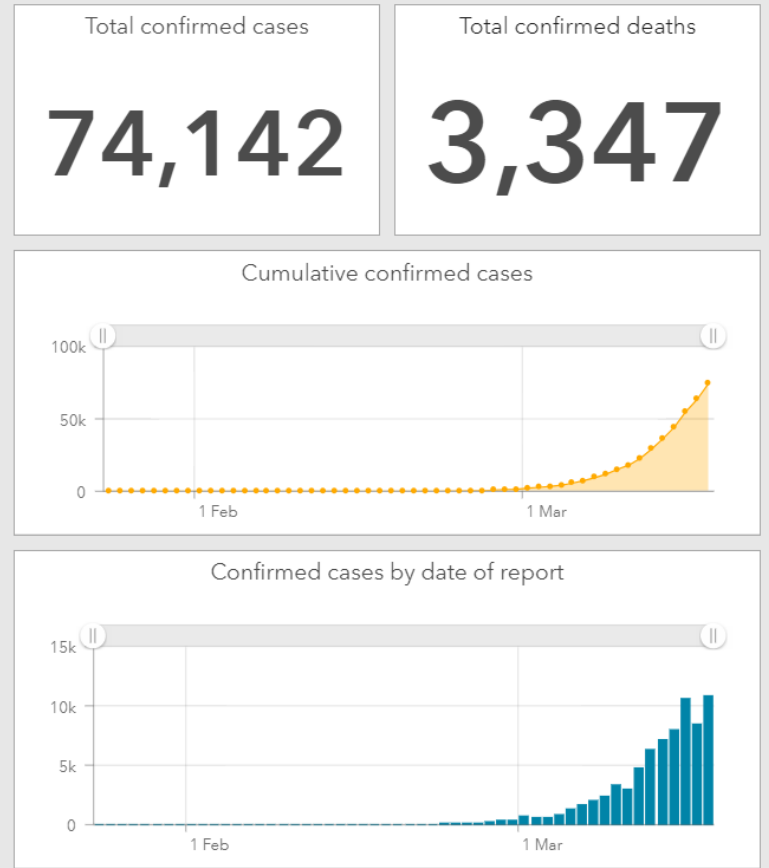 Total confirmed cases
74,142
Total confirmed deaths
3,347
Cumulative confirmed cases
100k
50k
0
1 Feb
1 Mar
Confirmed cases by date of report
15k
10k
5k
0
1 Feb
1 Mar